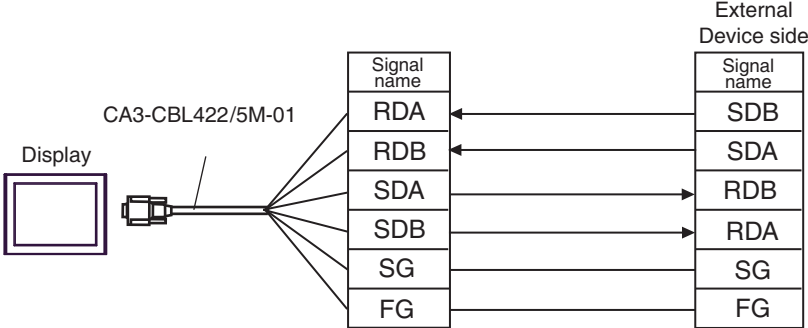 External
Device side
Signal
name
Signal
name
CA3-CBL422/5M-01
Display
RDA
SDB
RDB
SDA
SDA
RDB
SDB
RDA
SG
SG
FG
FG